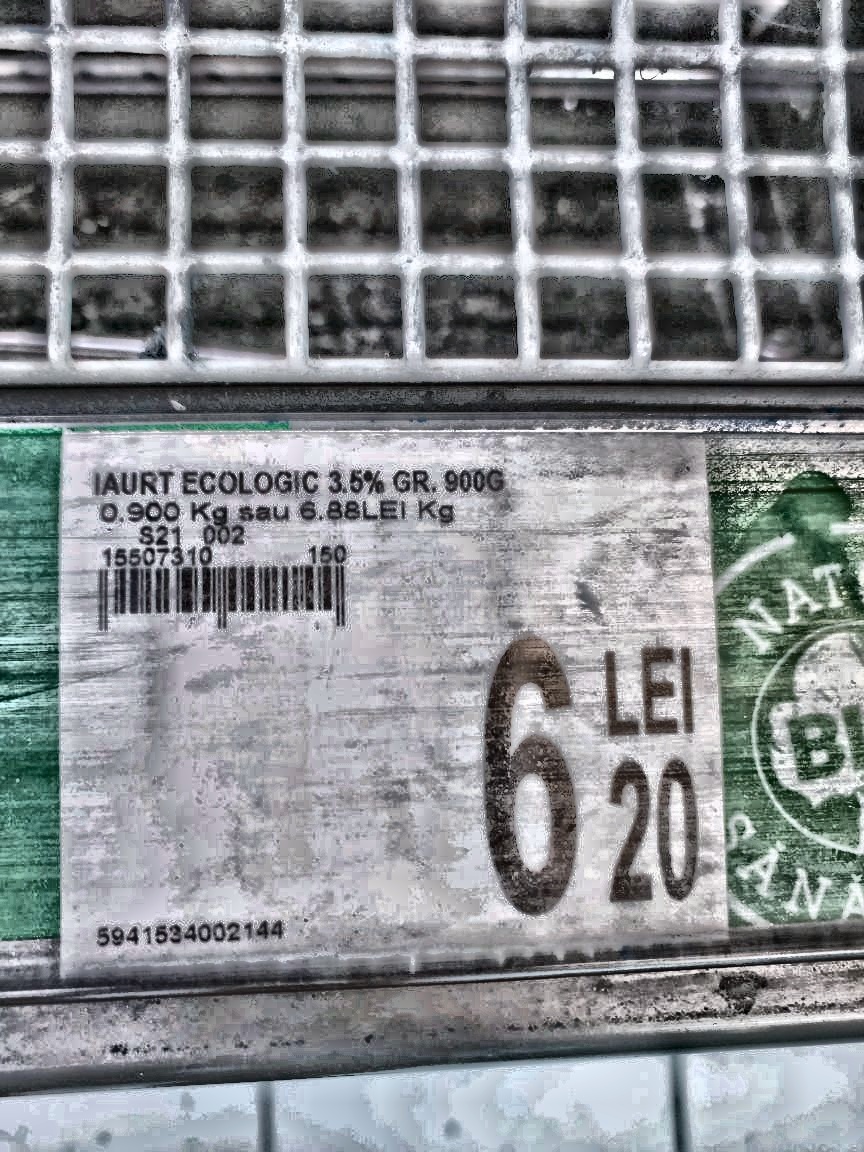 IAURT ECOLOGIC 3.5% GR. 900G
0.900 Kg sau 6.88LEI Kg
S21 002
15507310 150
6 LEI
20
5941534002144